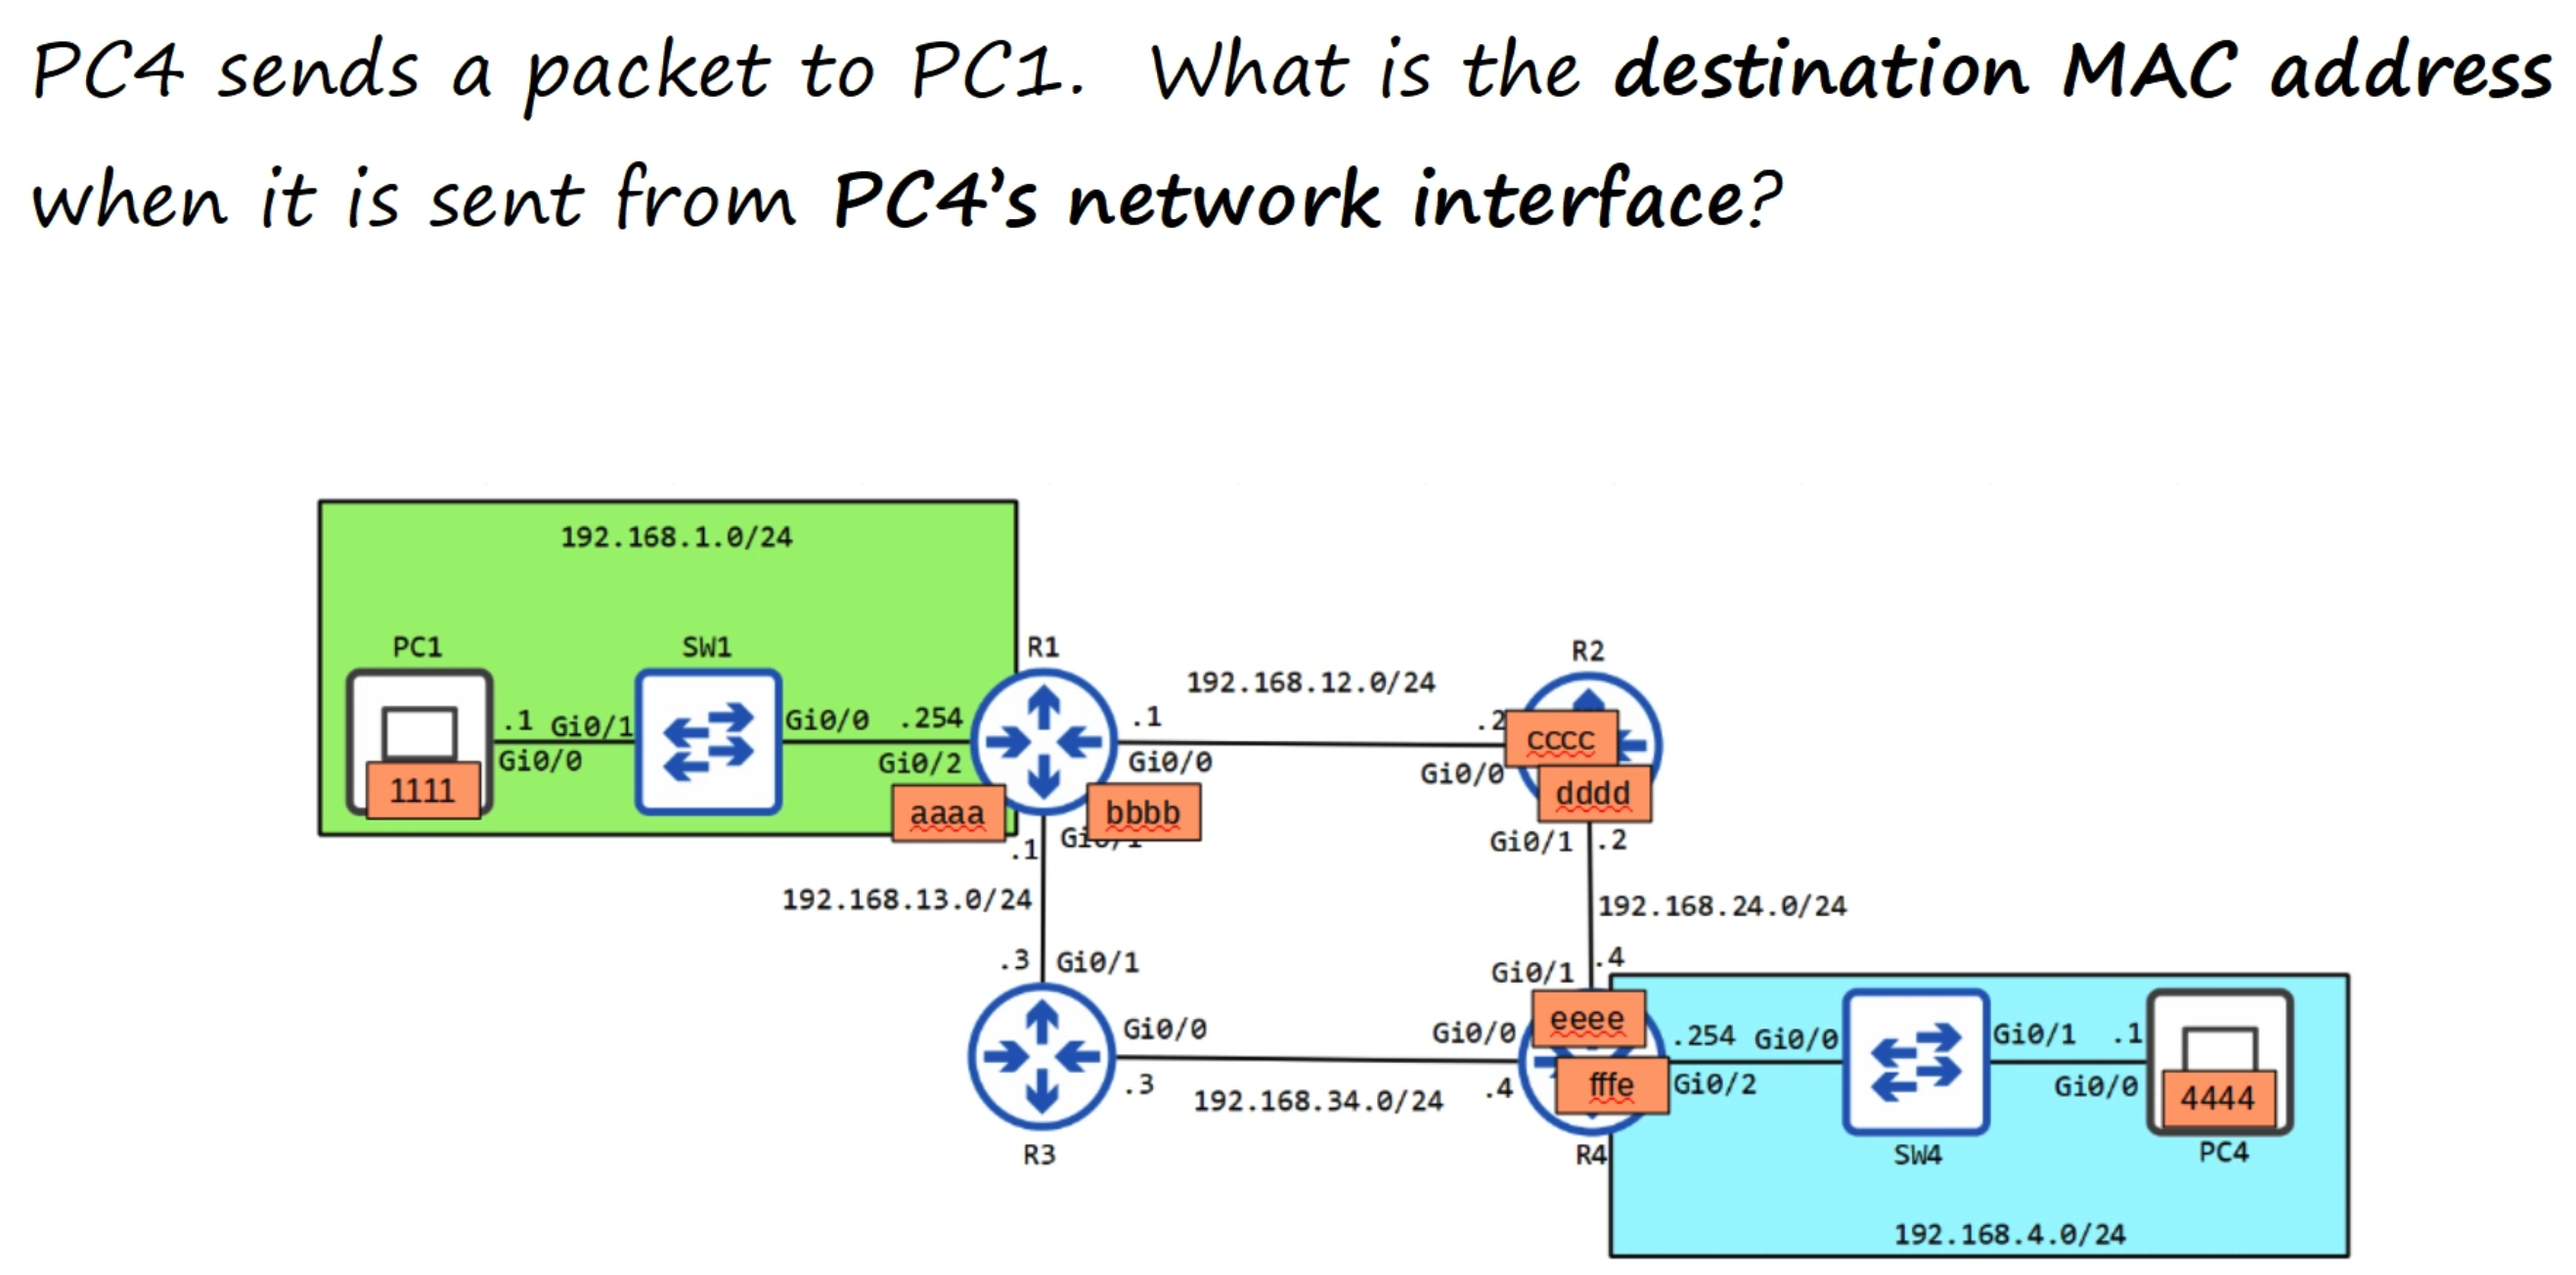 PC4 sends a packet to PC1. What is the destination MAC address
when it is sent from PC4's network interface?
192.168.1.0/24
PC1
SW1
R1
R2
192.168.12.0/24
.1 Gi0/1
Gi0/0 .254
.1
.2
cccc
Gi0/0
Gi0/2
Gi0/0
Gi0/0
1111
aaaa
bbbb
dddd
.1
Gi0/1
Gi0/1 .2
192.168.13.0/24
192.168.24.0/24
.3 Gi0/1
Gi0/1 .4
eeee
Gi0/0
Gi0/0
.254 Gi0/0
Gi0/1 .1
.3
192.168.34.0/24
.4
fffe
Gi0/2
Gi0/0
4444
R3
R4
SW4
PC4
192.168.4.0/24